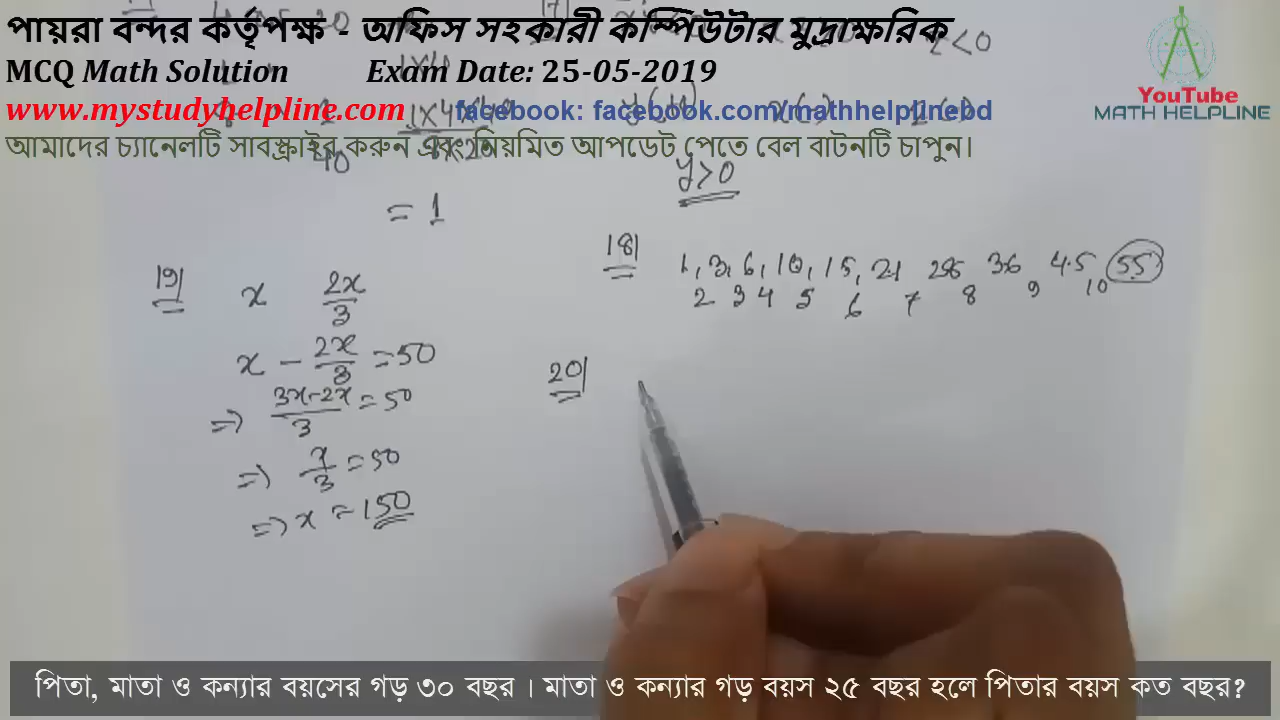 পায়রা বন্দর কর্তৃপক্ষ - অফিস সহকারী কম্পিউটার মুদ্রাক্ষরিক
MCQ Math Solution Exam Date: 25-05-2019
www.mystudyhelpline.com facebook: facebook.com/mathhelplinebd
YouTube
MATH HELPLINE
আমাদের চ্যানেলটি সাবস্ক্রাইব করুন এবং নিয়মিত আপডেট পেতে বেল বাটনটি চাপুন।
z<0
40
y>0
= 1
18| 1, 3, 6, 10, 15, 21 28 36 45 55
2 3 4 5 6 7 8 9 10
19| x 2x/3
x - 2x/3 = 50
=> (3x-2x)/3 = 50
=> x/3 = 50
=> x = 150
20|
পিতা, মাতা ও কন্যার বয়সের গড় ৩০ বছর । মাতা ও কন্যার গড় বয়স ২৫ বছর হলে পিতার বয়স কত বছর?